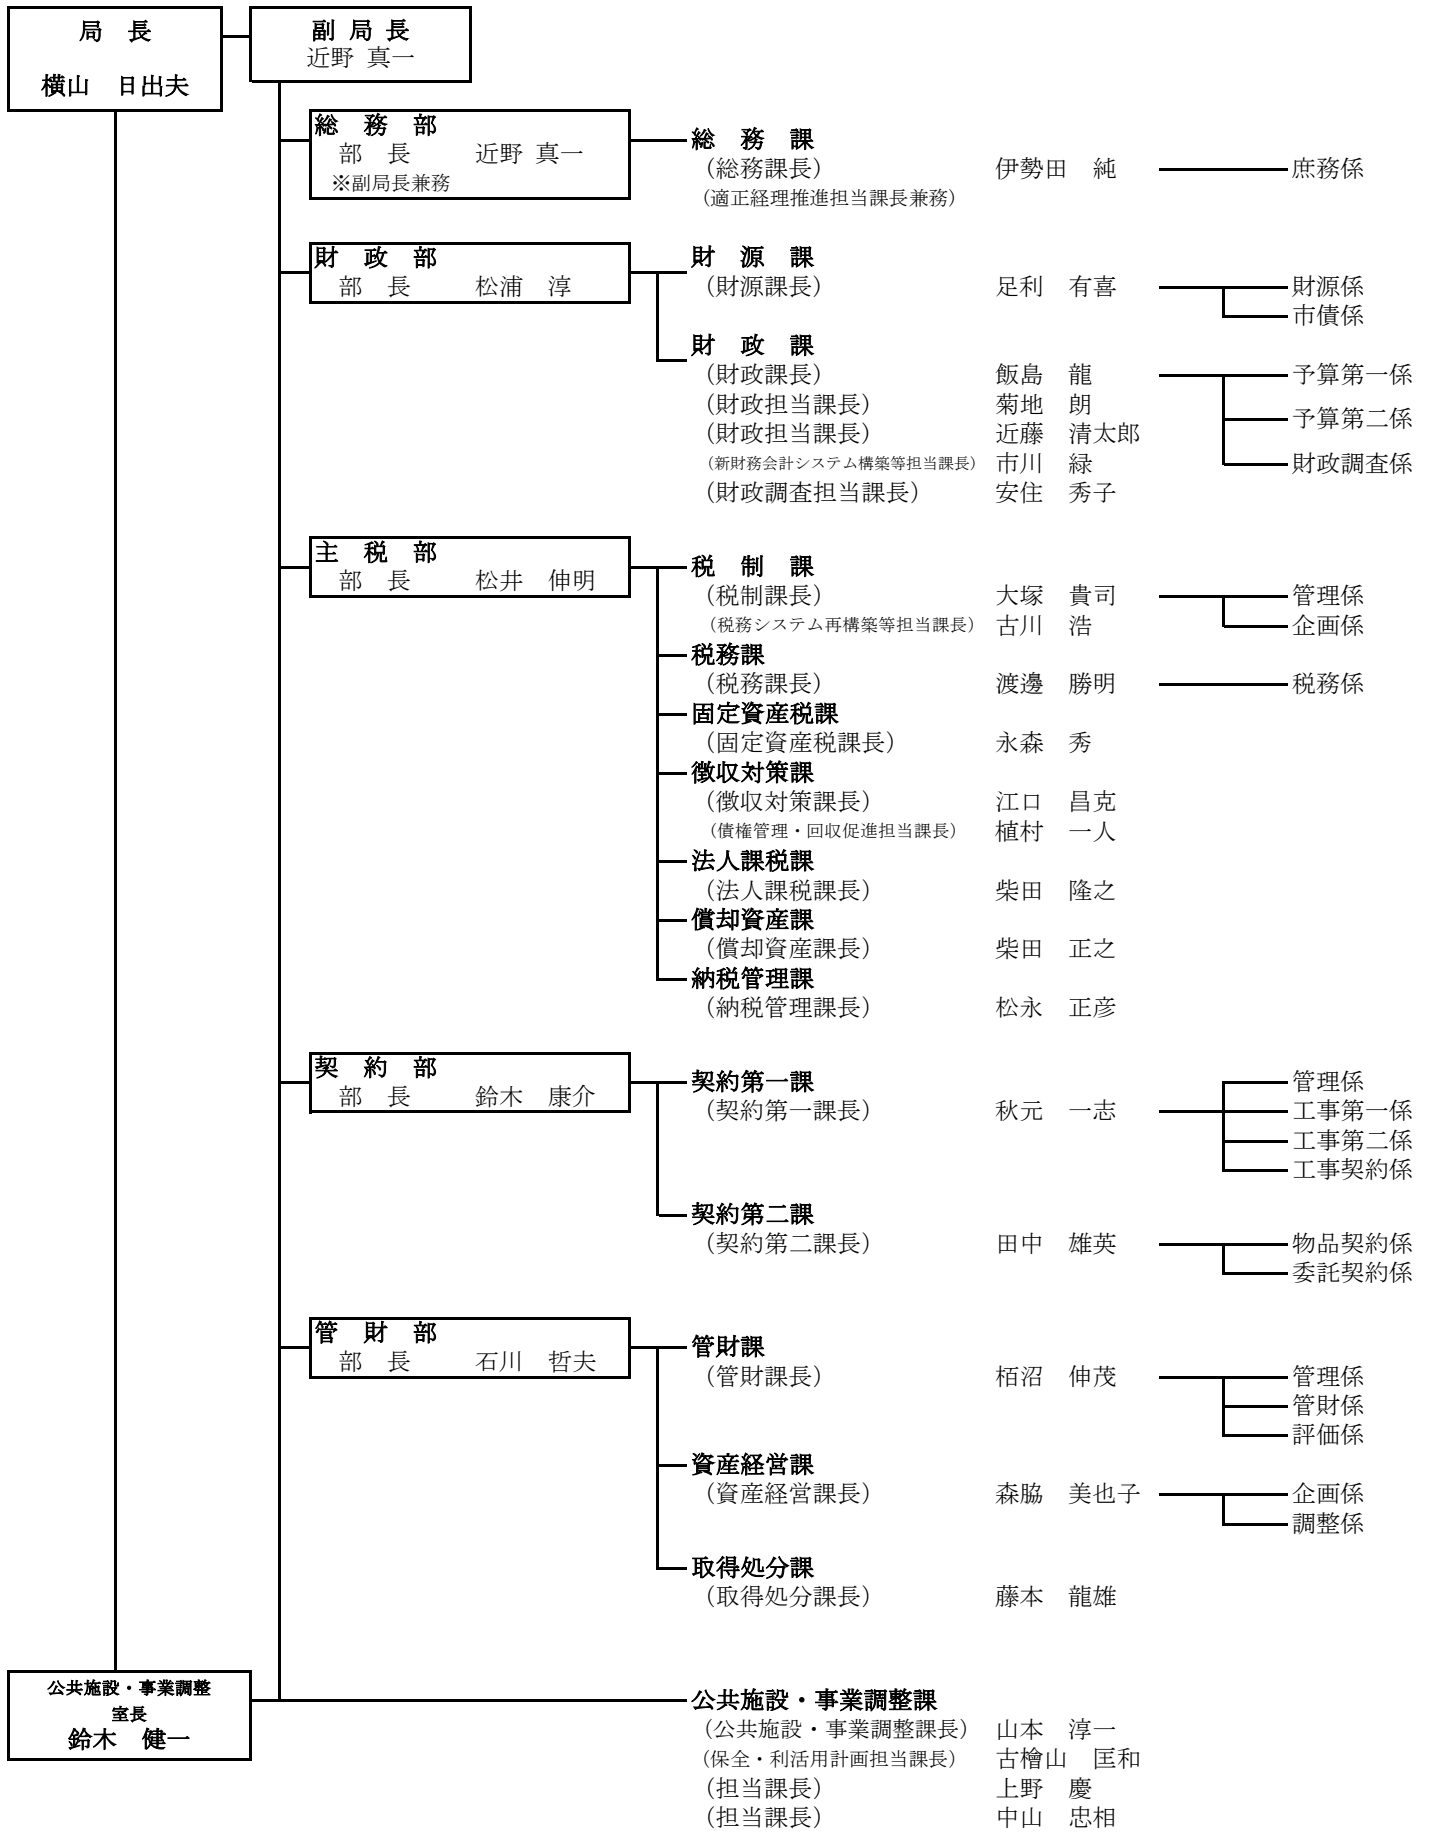 局　長
横山　日出夫
副 局 長
近野 真一
総　務　部
部　長　近野 真一
※副局長兼務
総　務　課
（総務課長）　伊勢田　純　庶務係
（適正経理推進担当課長兼務）
財　政　部
部　長　松浦　淳
財　源　課
（財源課長）　足利　有喜　財源係
市債係
財　政　課
（財政課長）　飯島　龍　予算第一係
（財政担当課長）　菊地　朗
予算第二係
（財政担当課長）　近藤　清太郎
（新財務会計システム構築等担当課長）　市川　緑　財政調査係
（財政調査担当課長）　安住　秀子
主　税　部
部　長　松井　伸明
税　制　課
（税制課長）　大塚　貴司　管理係
（税務システム再構築等担当課長）　古川　浩　企画係
税務課
（税務課長）　渡邊　勝明　税務係
固定資産税課
（固定資産税課長）　永森　秀
徴収対策課
（徴収対策課長）　江口　昌克
（債権管理・回収促進担当課長）　植村　一人
法人課税課
（法人課税課長）　柴田　隆之
償却資産課
（償却資産課長）　柴田　正之
納税管理課
（納税管理課長）　松永　正彦
契　約　部
部　長　鈴木　康介
契約第一課　管理係
（契約第一課長）　秋元　一志　工事第一係
工事第二係
工事契約係
契約第二課
（契約第二課長）　田中　雄英　物品契約係
委託契約係
管　財　部
部　長　石川　哲夫
管財課
（管財課長）　栢沼　伸茂　管理係
管財係
評価係
資産経営課
（資産経営課長）　森脇　美也子　企画係
調整係
取得処分課
（取得処分課長）　藤本　龍雄
公共施設・事業調整
室長
鈴木　健一
公共施設・事業調整課
（公共施設・事業調整課長）　山本　淳一
（保全・利活用計画担当課長）　古檜山　匡和
（担当課長）　上野　慶
（担当課長）　中山　忠相